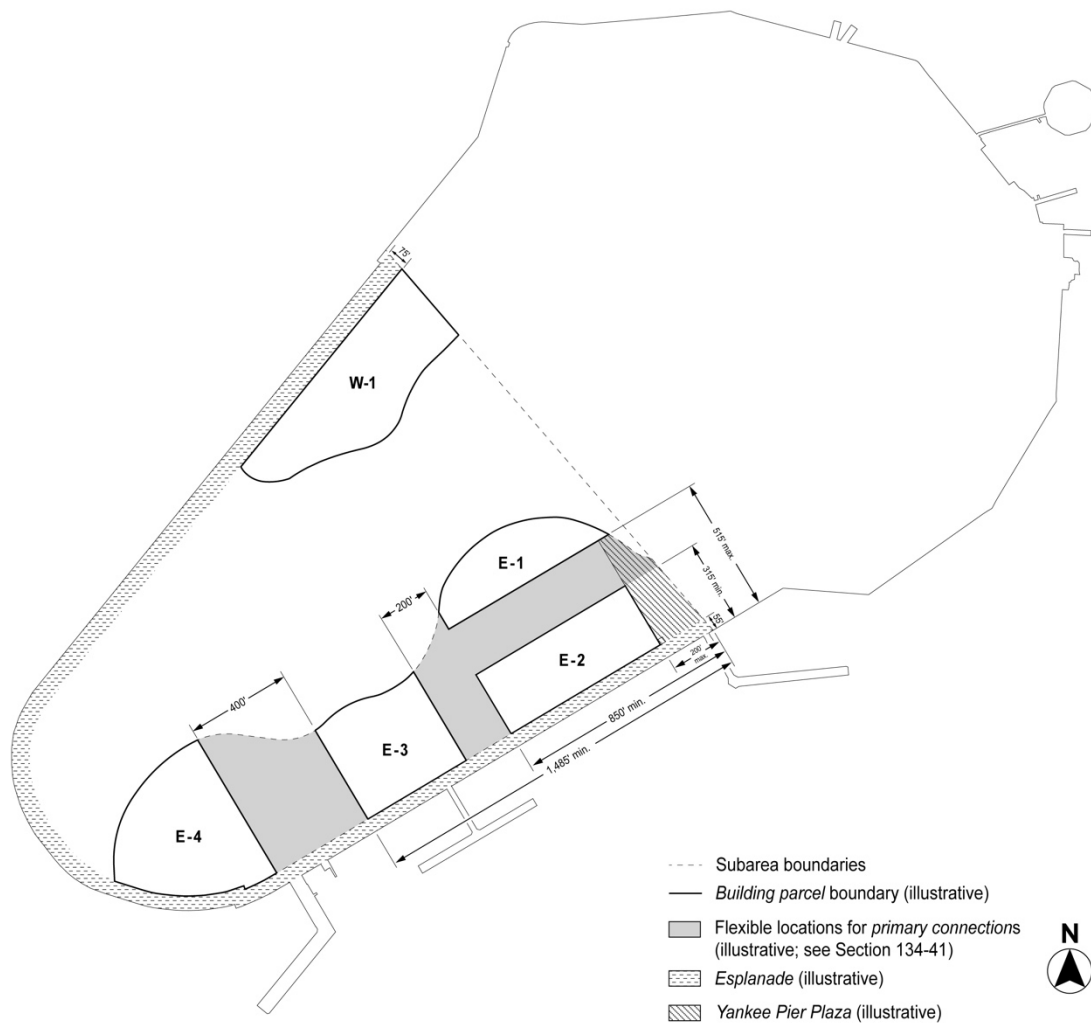 75'
W-1
515' max.
E-1
315' min.
200'
55'
E-2
200'
max.
400'
850' min.
E-3
1,485' min.
E-4
Subarea boundaries
Building parcel boundary (illustrative)
Flexible locations for primary connections
(illustrative; see Section 134-41)
N
Esplanade (illustrative)
Yankee Pier Plaza (illustrative)